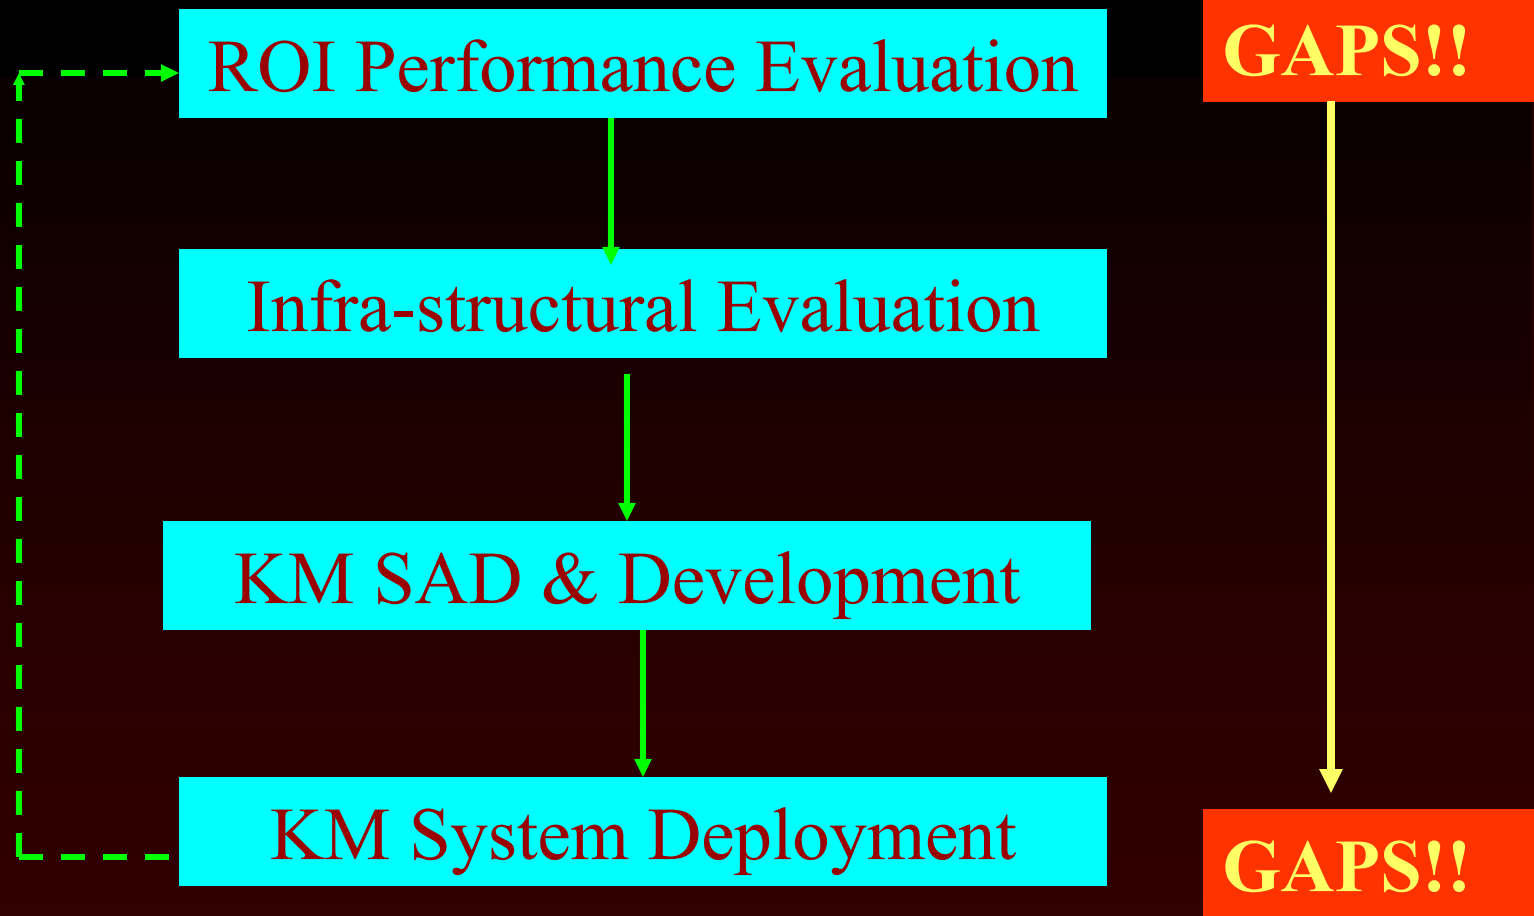 ROI Performance Evaluation
GAPS!!
Infra-structural Evaluation
KM SAD & Development
KM System Deployment
GAPS!!